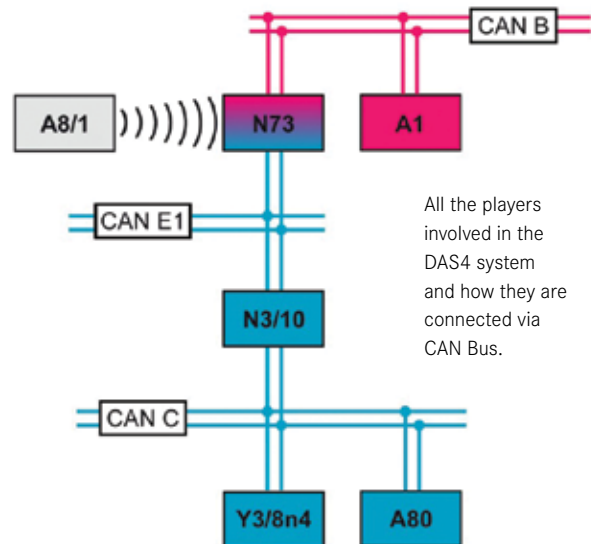 CAN B
A8/1
N73
A1
All the players
involved in the
DAS4 system
and how they are
connected via
CAN Bus.
CAN E1
N3/10
CAN C
Y3/8n4
A80